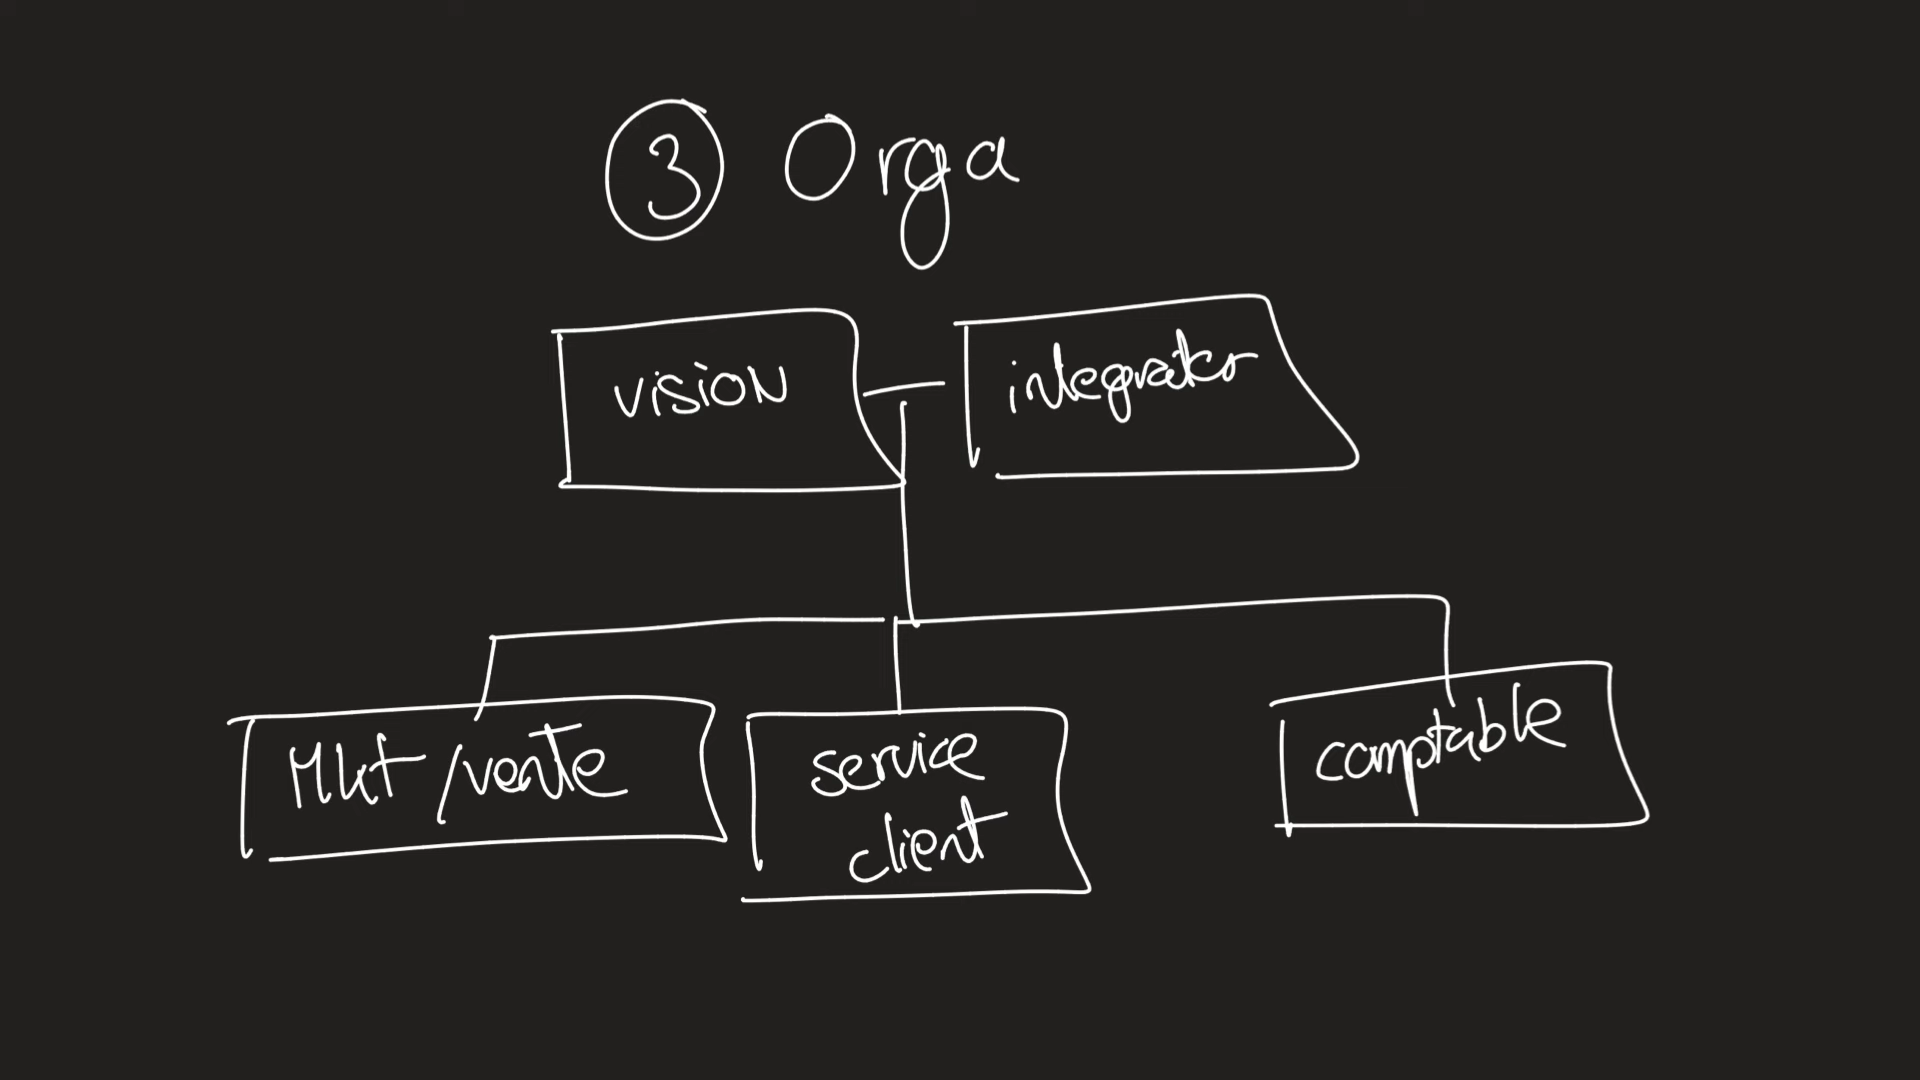 3 Orga
vision
integrator
Mkt/vente
service
client
comptable